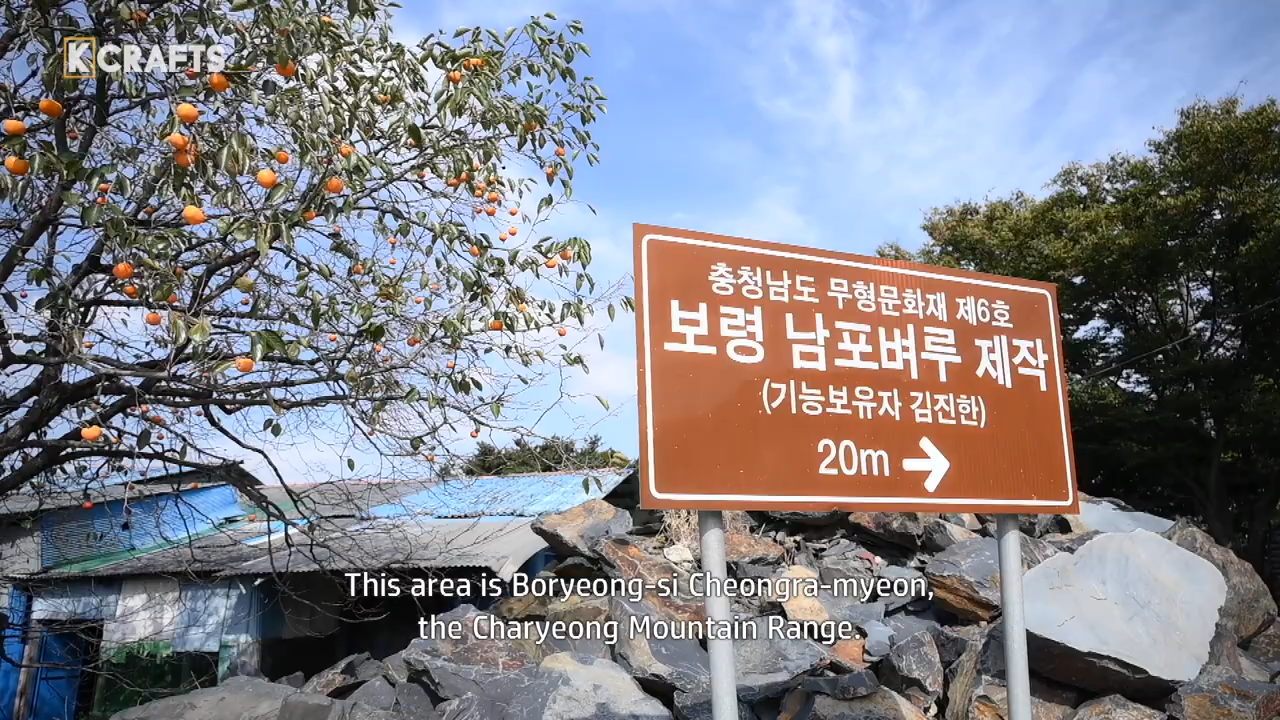 K CRAFTS
충청남도 무형문화재 제6호
보령 남포벼루 제작
(기능보유자 김진한)
20m →
This area is Boryeong-si Cheongra-myeon,
the Charyeong Mountain Range.